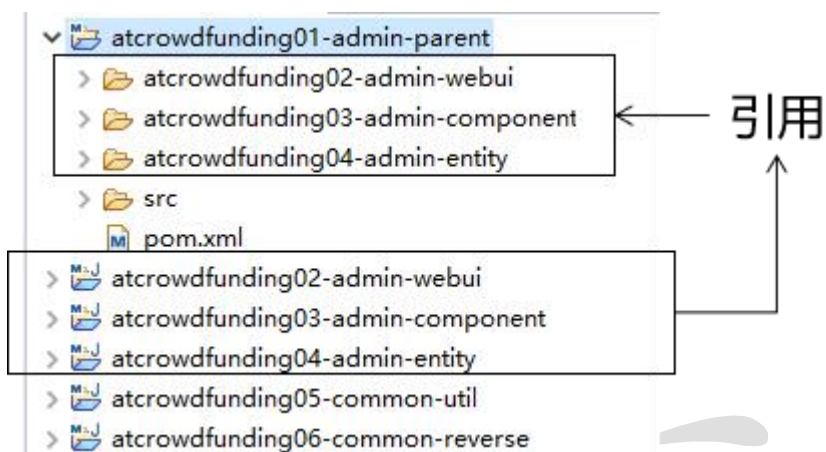 atcrowdfunding01-admin-parent
atcrowdfunding02-admin-webui
atcrowdfunding03-admin-component
atcrowdfunding04-admin-entity
引用
src
pom.xml
atcrowdfunding02-admin-webui
atcrowdfunding03-admin-component
atcrowdfunding04-admin-entity
atcrowdfunding05-common-util
atcrowdfunding06-common-reverse